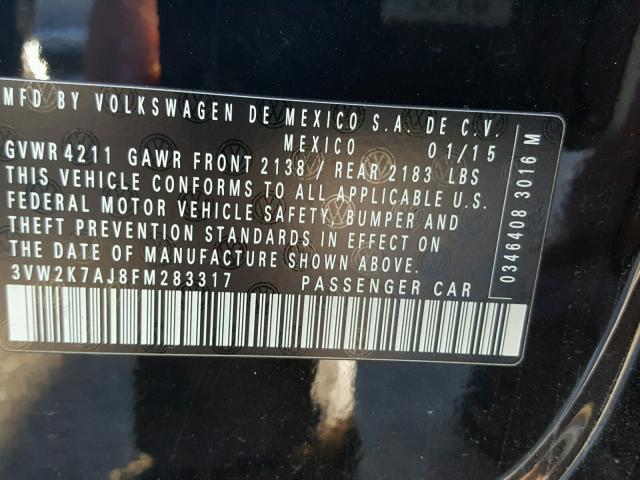 MFD BY VOLKSWAGEN DE MEXICO S.A. DE C.V.
MEXICO 01/15
GVWR 4211 GAWR FRONT 2138 REAR 2183 LBS
THIS VEHICLE CONFORMS TO ALL APPLICABLE U.S.
FEDERAL MOTOR VEHICLE SAFETY, BUMPER AND
THEFT PREVENTION STANDARDS IN EFFECT ON
THE DATE OF MANUFACTURE SHOWN ABOVE.
3VW2K7AJ8FM283317 PASSENGER CAR
0346408 3016 M